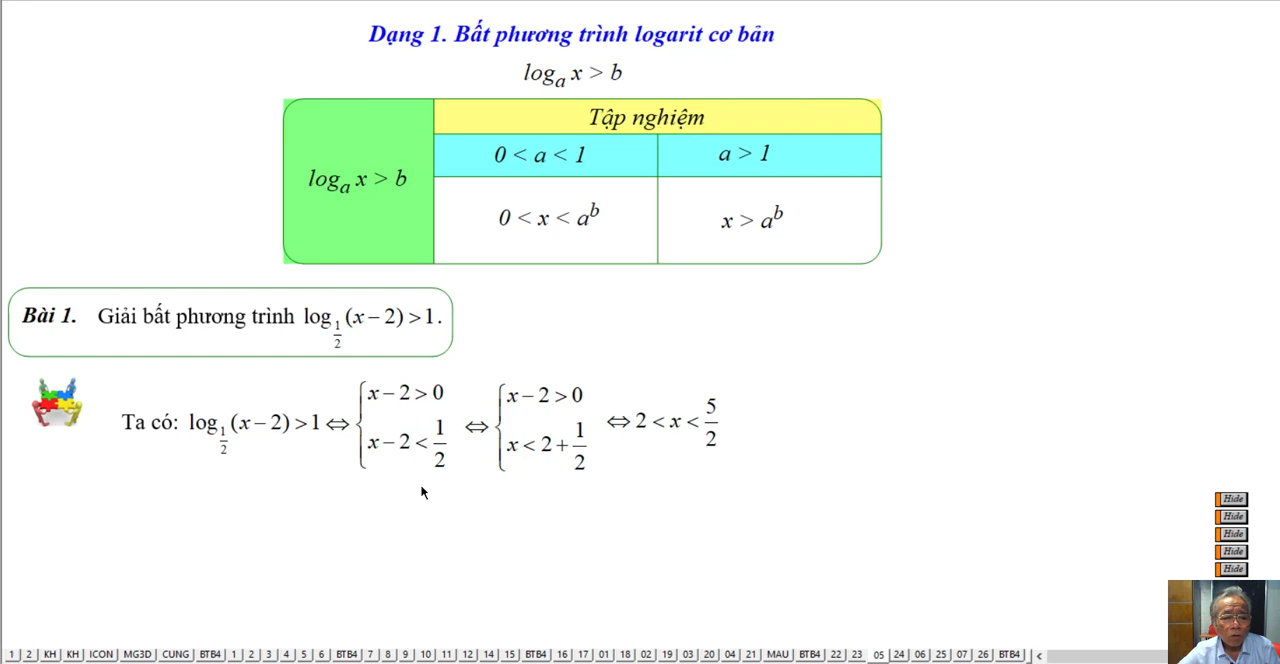 Dạng 1. Bất phương trình logarit cơ bản
logₐ x > b
Tập nghiệm
logₐ x > b
0 < a < 1
a > 1
0 < x < aᵇ
x > aᵇ
Bài 1. Giải bất phương trình log_{1/2}(x − 2) > 1.
Ta có: log_{1/2}(x − 2) > 1 ⇔ { x − 2 > 0 ; x − 2 < 1/2 ⇔ { x − 2 > 0 ; x < 2 + 1/2 ⇔ 2 < x < 5/2
Hide
Hide
Hide
Hide
Hide
1 2 KH KH ICON MG3D CUNG BTB4 1 2 3 4 5 6 BTB4 7 8 9 10 11 12 14 15 BTB4 16 17 01 18 02 19 03 20 04 21 MAU BTB4 22 23 05 24 06 25 07 26 BTB4